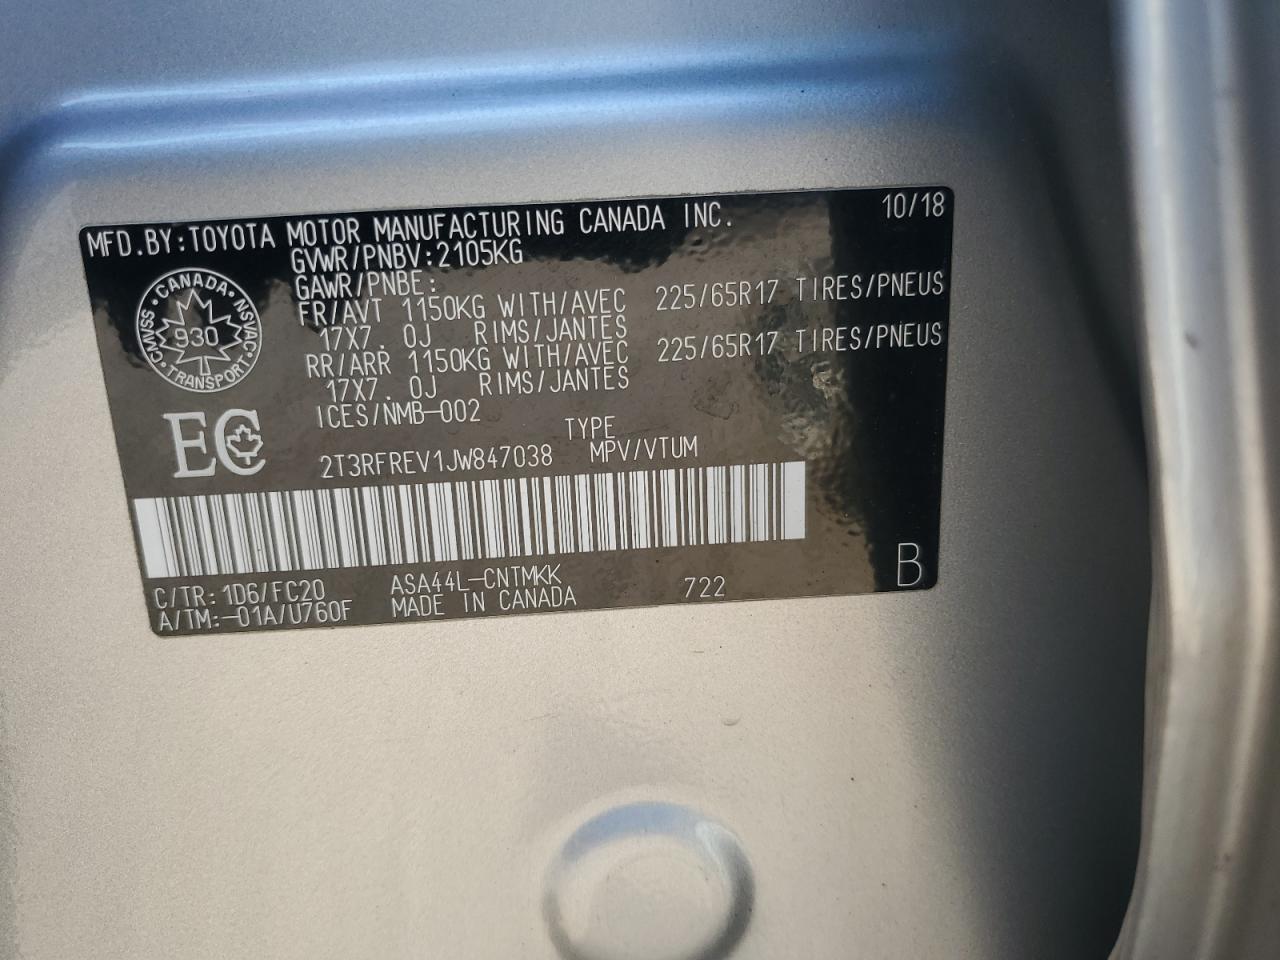 MFD.BY:TOYOTA MOTOR MANUFACTURING CANADA INC. 10/18
GVWR/PNBV:2105KG
GAWR/PNBE:
FR/AVT 1150KG WITH/AVEC 225/65R17 TIRES/PNEUS
17X7. 0J RIMS/JANTES
RR/ARR 1150KG WITH/AVEC 225/65R17 TIRES/PNEUS
17X7. 0J RIMS/JANTES
ICES/NMB-002
CANADA · NSVAC · TRANSPORT · CMVSS
930
EC
TYPE
2T3RFREV1JW847038 MPV/VTUM
C/TR: 1D6/FC20 ASA44L-CNTMKK 722 B
A/TM:-01A/U760F MADE IN CANADA